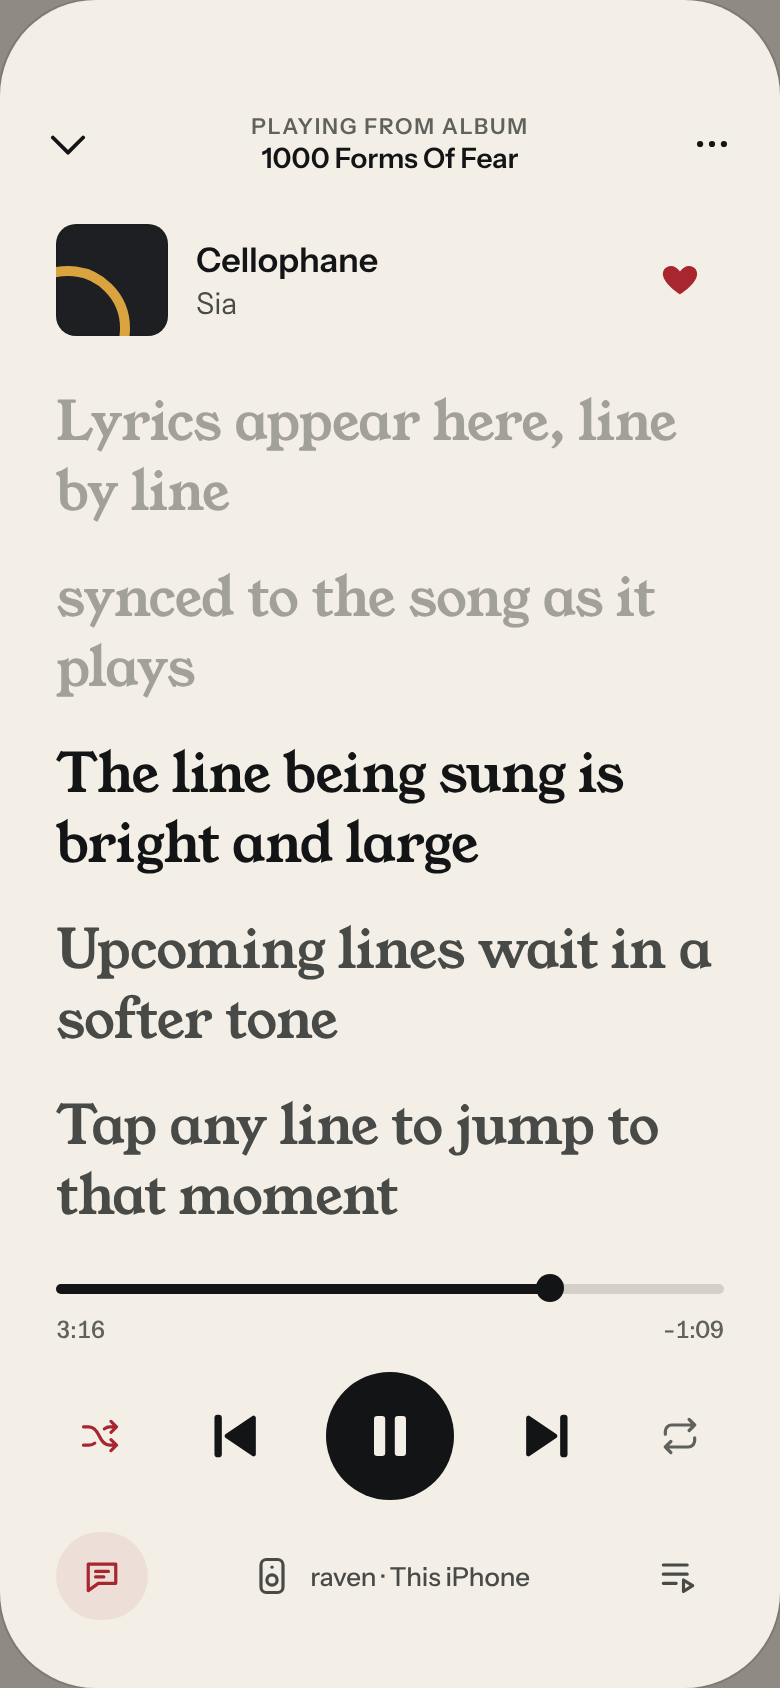 PLAYING FROM ALBUM
1000 Forms Of Fear
Cellophane
Sia
Lyrics appear here, line
by line
synced to the song as it
plays
The line being sung is
bright and large
Upcoming lines wait in a
softer tone
Tap any line to jump to
that moment
3:16
-1:09
raven · This iPhone